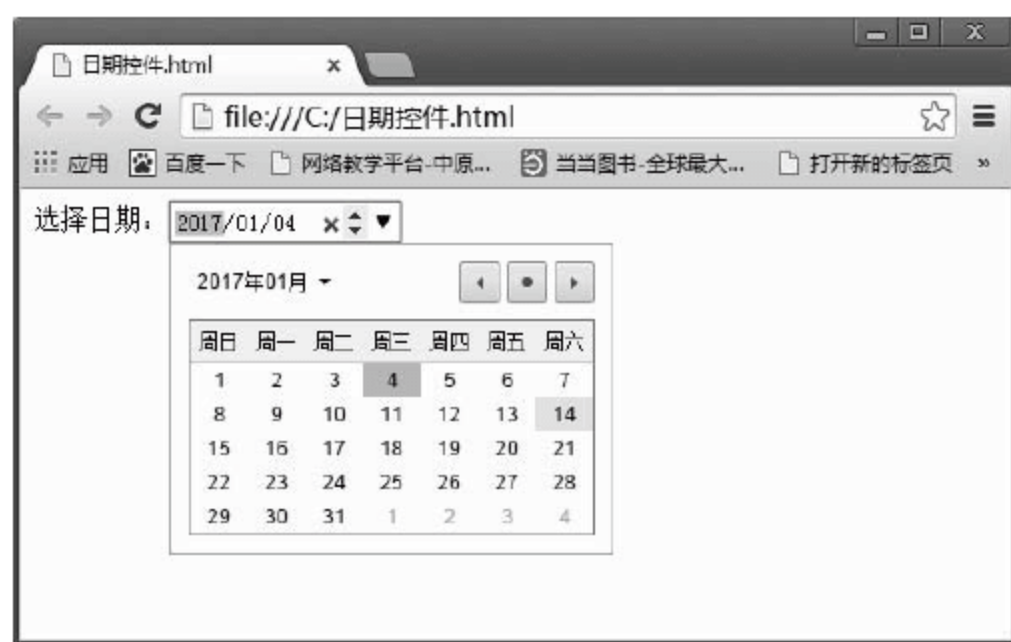 日期控件.html
file:///C:/日期控件.html
应用 百度一下 网络教学平台-中原... 当当图书-全球最大... 打开新的标签页 »
选择日期: 2017/01/04
2017年01月
周日 周一 周二 周三 周四 周五 周六
1 2 3 4 5 6 7
8 9 10 11 12 13 14
15 16 17 18 19 20 21
22 23 24 25 26 27 28
29 30 31 1 2 3 4